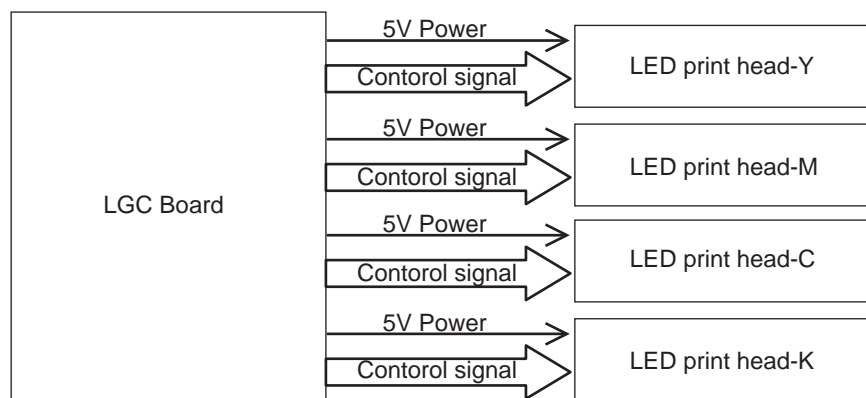 5V Power
Contorol signal
LED print head-Y
5V Power
Contorol signal
LED print head-M
LGC Board
5V Power
Contorol signal
LED print head-C
5V Power
Contorol signal
LED print head-K